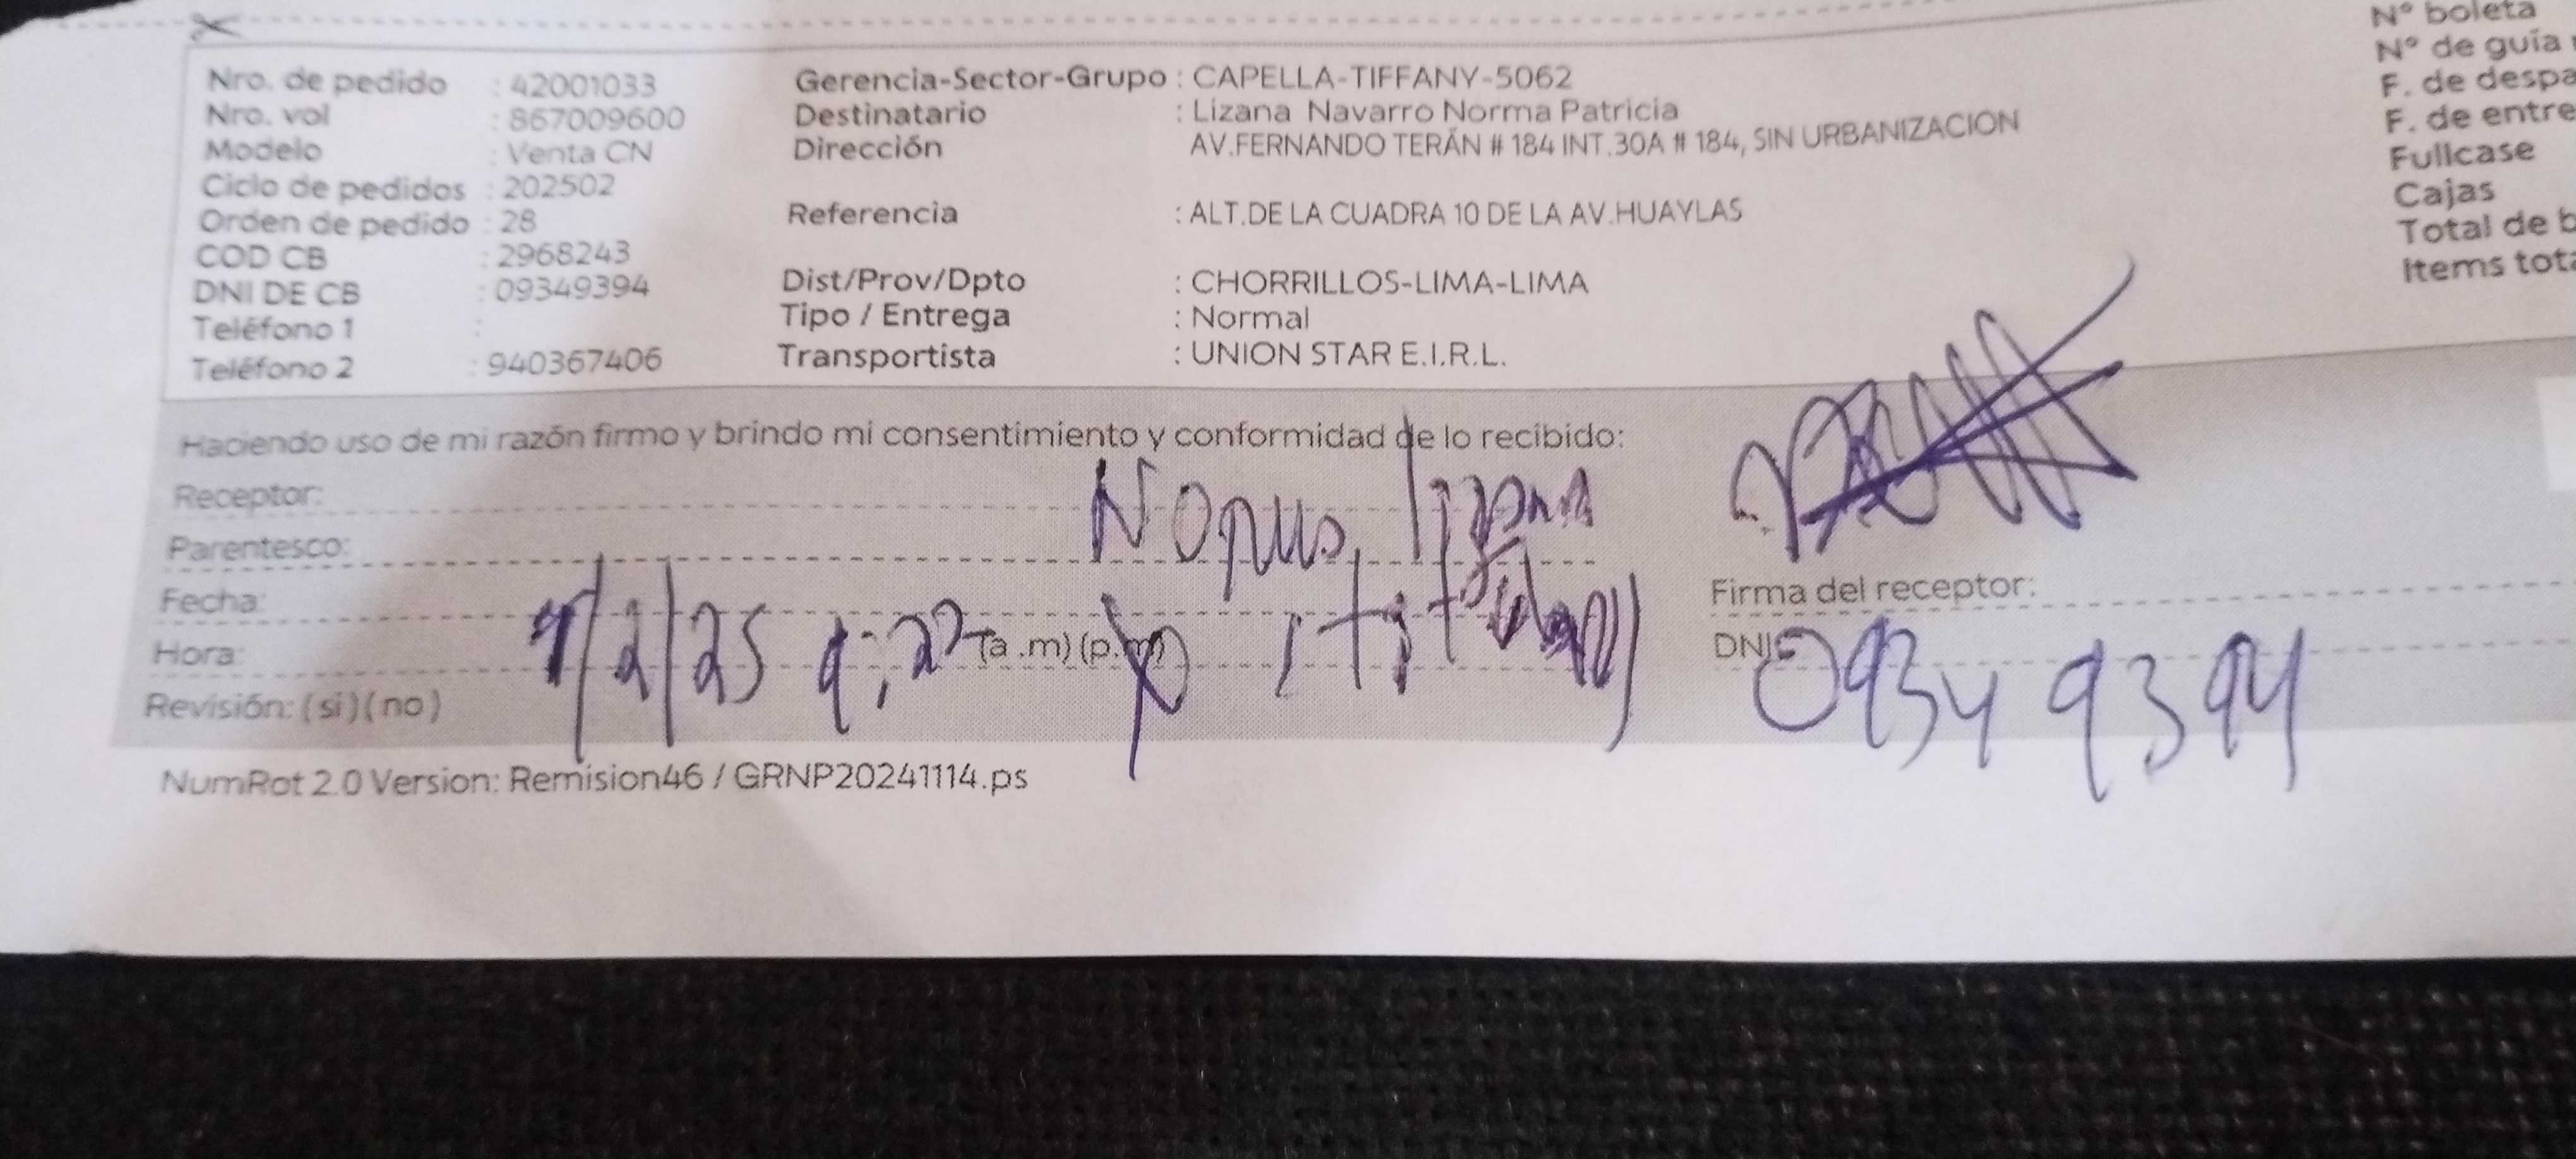 Nro. de pedido : 42001033
Nro. vol : 867009600
Modelo : Venta CN
Ciclo de pedidos : 202502
Orden de pedido : 28
COD CB : 2968243
DNI DE CB : 09349394
Teléfono 1 :
Teléfono 2 : 940367406
Gerencia-Sector-Grupo : CAPELLA-TIFFANY-5062
Destinatario : Lizana Navarro Norma Patricia
Dirección AV.FERNANDO TERÁN # 184 INT.30A # 184, SIN URBANIZACION
Referencia : ALT.DE LA CUADRA 10 DE LA AV.HUAYLAS
Dist/Prov/Dpto : CHORRILLOS-LIMA-LIMA
Tipo / Entrega : Normal
Transportista : UNION STAR E.I.R.L.
N° boleta
N° de guía
F. de despa
F. de entre
Fullcase
Cajas
Total de b
Items tota
Haciendo uso de mi razón firmo y brindo mi consentimiento y conformidad de lo recibido:
Receptor: lizana
Parentesco:
Fecha:
Hora: (a .m) (p.m)
/2/25
Revisión: (si) (no)
Firma del receptor:
DNI: 09349394
NumRot 2.0 Version: Remision46 / GRNP20241114.ps